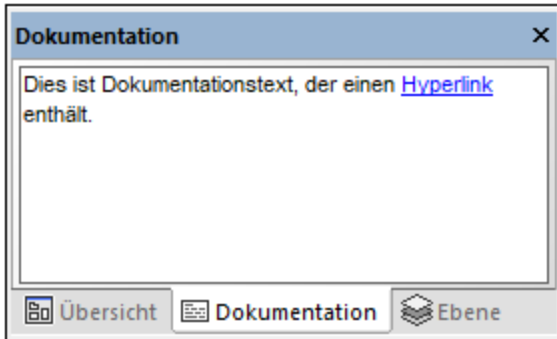 Dokumentation
Dies ist Dokumentationstext, der einen Hyperlink
enthält.
Übersicht Dokumentation Ebene